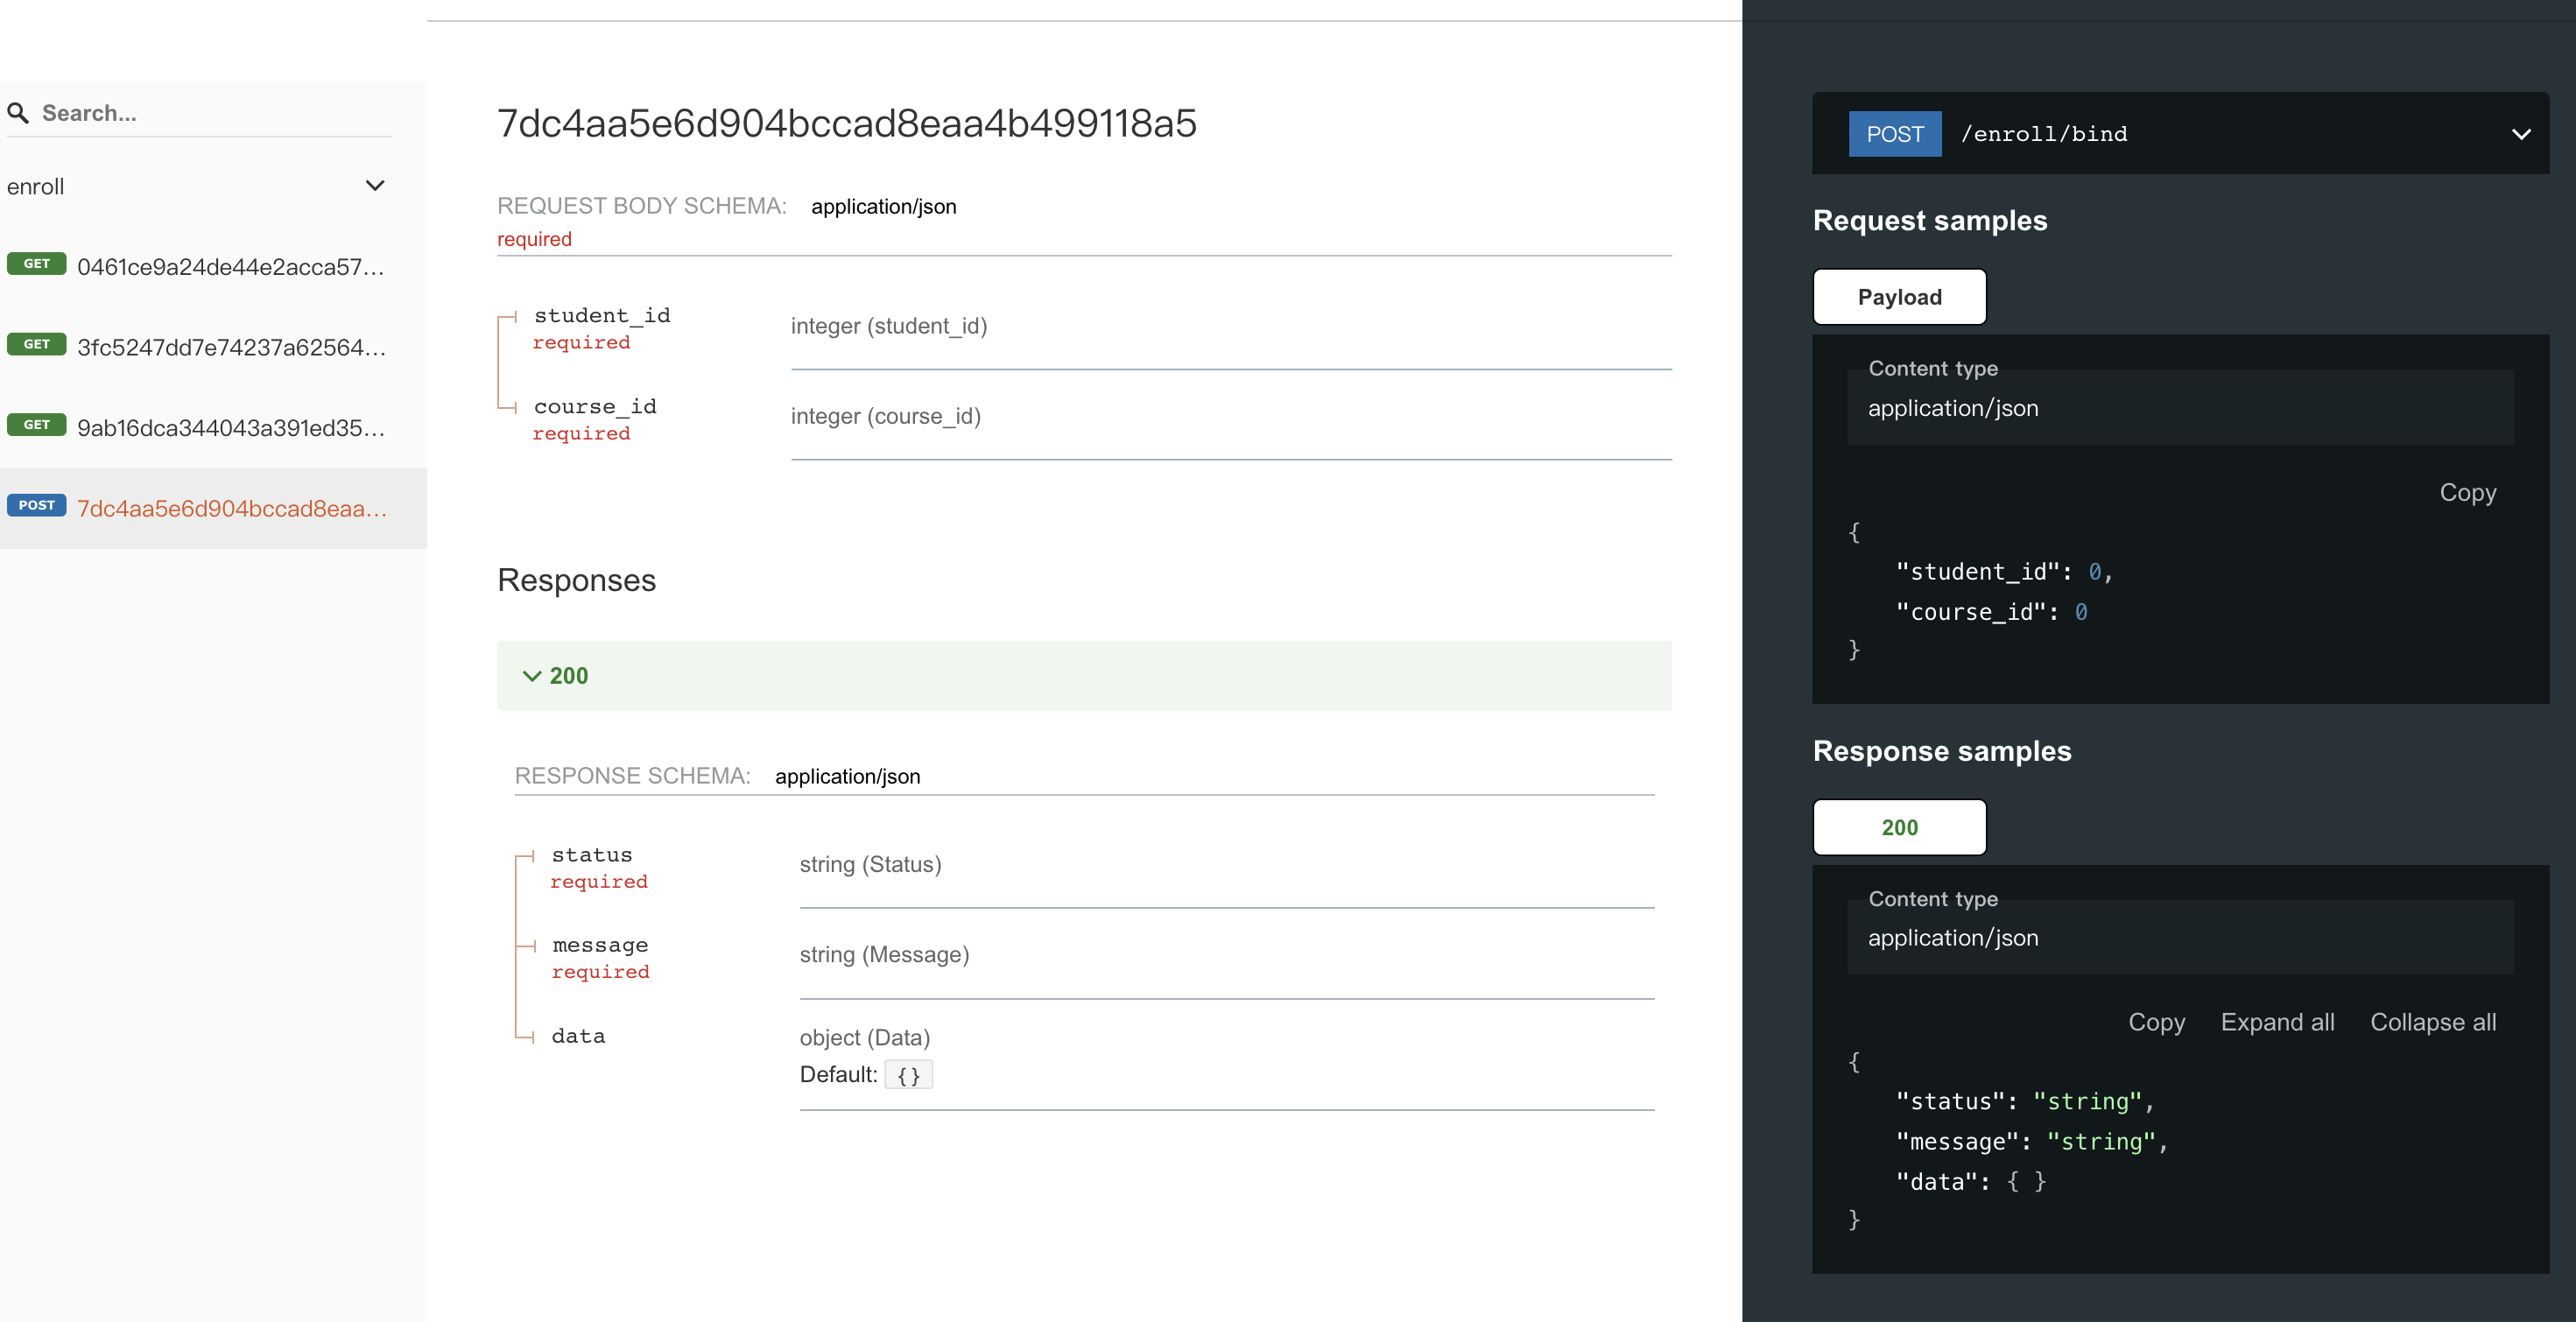 Search...
enroll
GET 0461ce9a24de44e2acca57...
GET 3fc5247dd7e74237a62564...
GET 9ab16dca344043a391ed35...
POST 7dc4aa5e6d904bccad8eaa...
7dc4aa5e6d904bccad8eaa4b499118a5
REQUEST BODY SCHEMA: application/json
required
student_id
required
integer (student_id)
course_id
required
integer (course_id)
Responses
200
RESPONSE SCHEMA: application/json
status
required
string (Status)
message
required
string (Message)
data
object (Data)
Default: {}
POST /enroll/bind
Request samples
Payload
Content type
application/json
Copy
{
"student_id": 0,
"course_id": 0
}
Response samples
200
Content type
application/json
Copy Expand all Collapse all
{
"status": "string",
"message": "string",
"data": { }
}